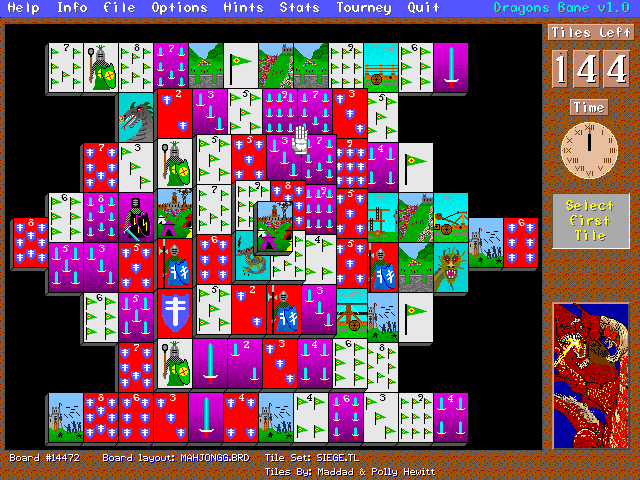 Help Info File Options Hints Stats Tourney Quit Dragons Bane v1.0
Tiles Left
144
Time
Select
First
Tile
Board #14472 Board layout: MAHJONGG.BRD Tile Set: SIEGE.TL
Tiles By: Maddad & Polly Hewitt